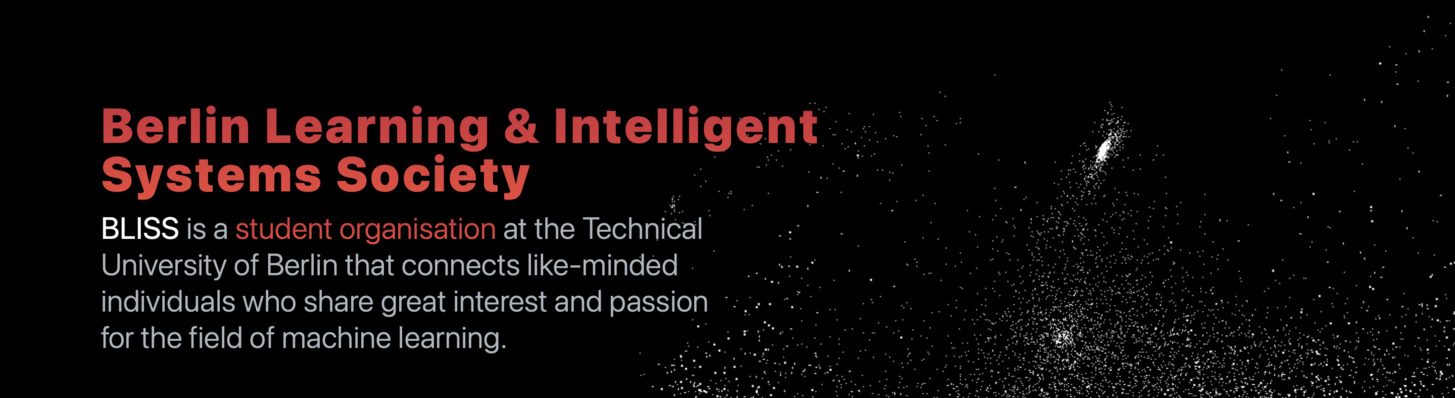 Berlin Learning & Intelligent
Systems Society
BLISS is a student organisation at the Technical
University of Berlin that connects like-minded
individuals who share great interest and passion
for the field of machine learning.